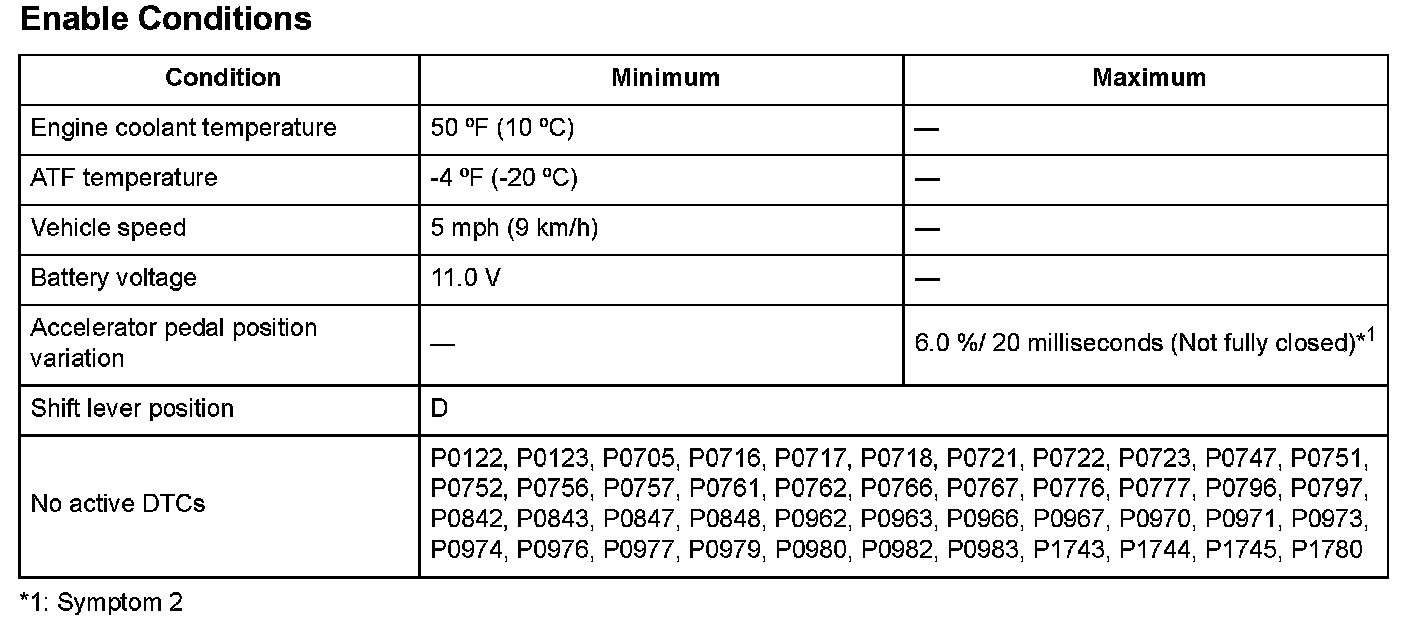 Enable Conditions
Condition Minimum Maximum
Engine coolant temperature 50 ºF (10 ºC) —
ATF temperature -4 ºF (-20 ºC) —
Vehicle speed 5 mph (9 km/h) —
Battery voltage 11.0 V —
Accelerator pedal position
variation — 6.0 %/ 20 milliseconds (Not fully closed)*1
Shift lever position D
No active DTCs
P0122, P0123, P0705, P0716, P0717, P0718, P0721, P0722, P0723, P0747, P0751,
P0752, P0756, P0757, P0761, P0762, P0766, P0767, P0776, P0777, P0796, P0797,
P0842, P0843, P0847, P0848, P0962, P0963, P0966, P0967, P0970, P0971, P0973,
P0974, P0976, P0977, P0979, P0980, P0982, P0983, P1743, P1744, P1745, P1780
*1: Symptom 2